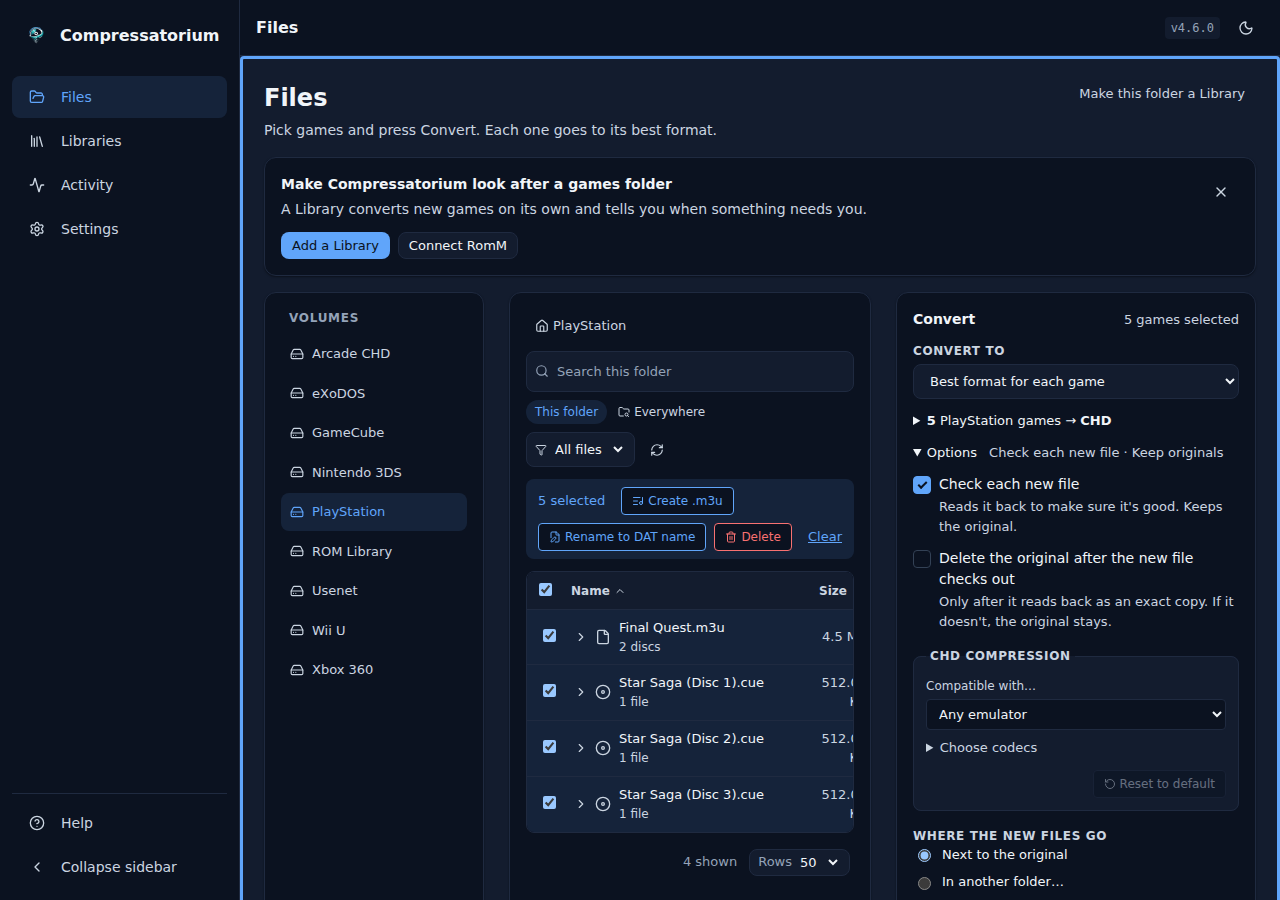 Compressatorium
Files
v4.6.0
Files
Libraries
Activity
Settings
Help
Collapse sidebar
Files
Make this folder a Library
Pick games and press Convert. Each one goes to its best format.
Make Compressatorium look after a games folder
A Library converts new games on its own and tells you when something needs you.
Add a Library
Connect RomM
VOLUMES
Arcade CHD
eXoDOS
GameCube
Nintendo 3DS
PlayStation
ROM Library
Usenet
Wii U
Xbox 360
PlayStation
Search this folder
This folder
Everywhere
All files
5 selected
Create .m3u
Rename to DAT name
Delete
Clear
Name
Size
Final Quest.m3u
4.5 M
2 discs
Star Saga (Disc 1).cue
512.
1 file
Star Saga (Disc 2).cue
512.
1 file
Star Saga (Disc 3).cue
512.
1 file
4 shown
Rows 50
Convert
5 games selected
CONVERT TO
Best format for each game
5 PlayStation games → CHD
Options Check each new file · Keep originals
Check each new file
Reads it back to make sure it's good. Keeps
the original.
Delete the original after the new file
checks out
Only after it reads back as an exact copy. If it
doesn't, the original stays.
CHD COMPRESSION
Compatible with…
Any emulator
Choose codecs
Reset to default
WHERE THE NEW FILES GO
Next to the original
In another folder…